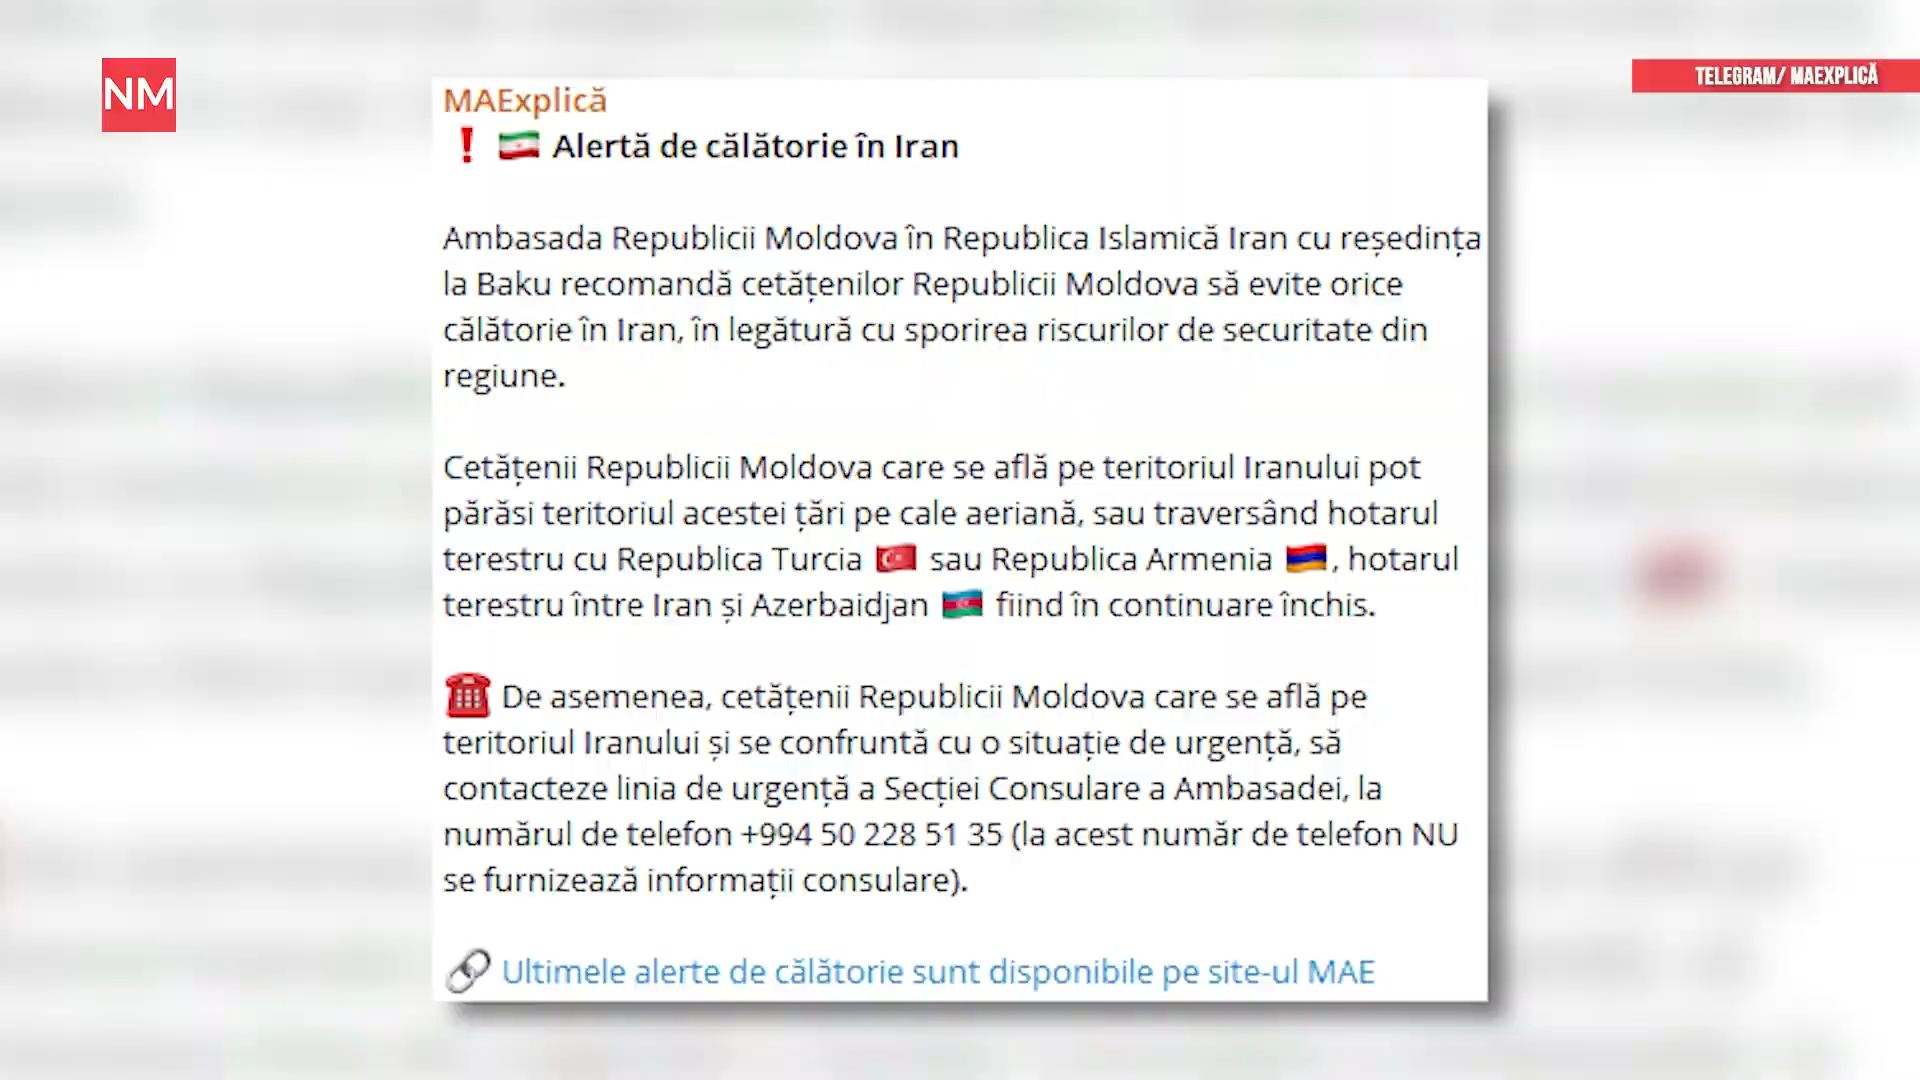 NM
TELEGRAM/ MAEXPLICĂ
MAExplică
❗ 🇮🇷 Alertă de călătorie în Iran
Ambasada Republicii Moldova în Republica Islamică Iran cu reședința
la Baku recomandă cetățenilor Republicii Moldova să evite orice
călătorie în Iran, în legătură cu sporirea riscurilor de securitate din
regiune.
Cetățenii Republicii Moldova care se află pe teritoriul Iranului pot
părăsi teritoriul acestei țări pe cale aeriană, sau traversând hotarul
terestru cu Republica Turcia 🇹🇷 sau Republica Armenia 🇦🇲, hotarul
terestru între Iran și Azerbaidjan 🇦🇿 fiind în continuare închis.
☎️ De asemenea, cetățenii Republicii Moldova care se află pe
teritoriul Iranului și se confruntă cu o situație de urgență, să
contacteze linia de urgență a Secției Consulare a Ambasadei, la
numărul de telefon +994 50 228 51 35 (la acest număr de telefon NU
se furnizează informații consulare).
🔗 Ultimele alerte de călătorie sunt disponibile pe site-ul MAE